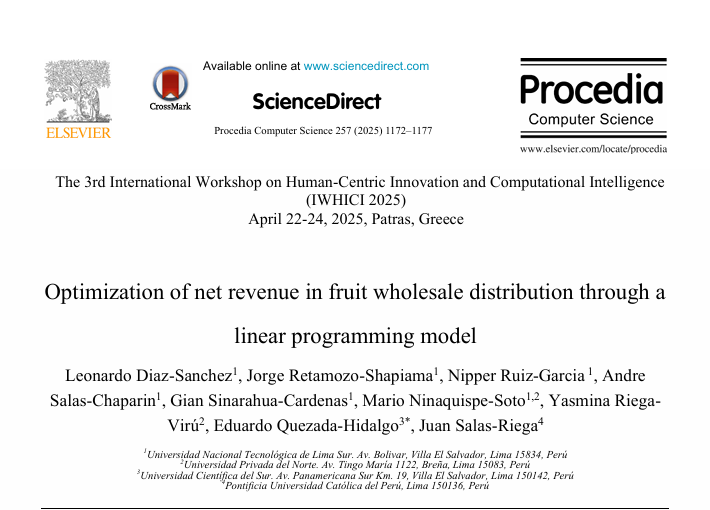 Available online at www.sciencedirect.com
CrossMark
ScienceDirect
Procedia
Computer Science
ELSEVIER
Procedia Computer Science 257 (2025) 1172–1177
www.elsevier.com/locate/procedia
The 3rd International Workshop on Human-Centric Innovation and Computational Intelligence
(IWHICI 2025)
April 22-24, 2025, Patras, Greece
Optimization of net revenue in fruit wholesale distribution through a
linear programming model
Leonardo Diaz-Sanchez1, Jorge Retamozo-Shapiama1, Nipper Ruiz-Garcia 1, Andre
Salas-Chaparin1, Gian Sinarahua-Cardenas1, Mario Ninaquispe-Soto1,2, Yasmina Riega-
Virú2, Eduardo Quezada-Hidalgo3*, Juan Salas-Riega4
1Universidad Nacional Tecnológica de Lima Sur. Av. Bolivar, Villa El Salvador, Lima 15834, Perú
2Universidad Privada del Norte. Av. Tingo María 1122, Breña, Lima 15083, Perú
3Universidad Científica del Sur. Av. Panamericana Sur Km. 19, Villa El Salvador, Lima 150142, Perú
4Pontificia Universidad Católica del Perú, Lima 150136, Perú